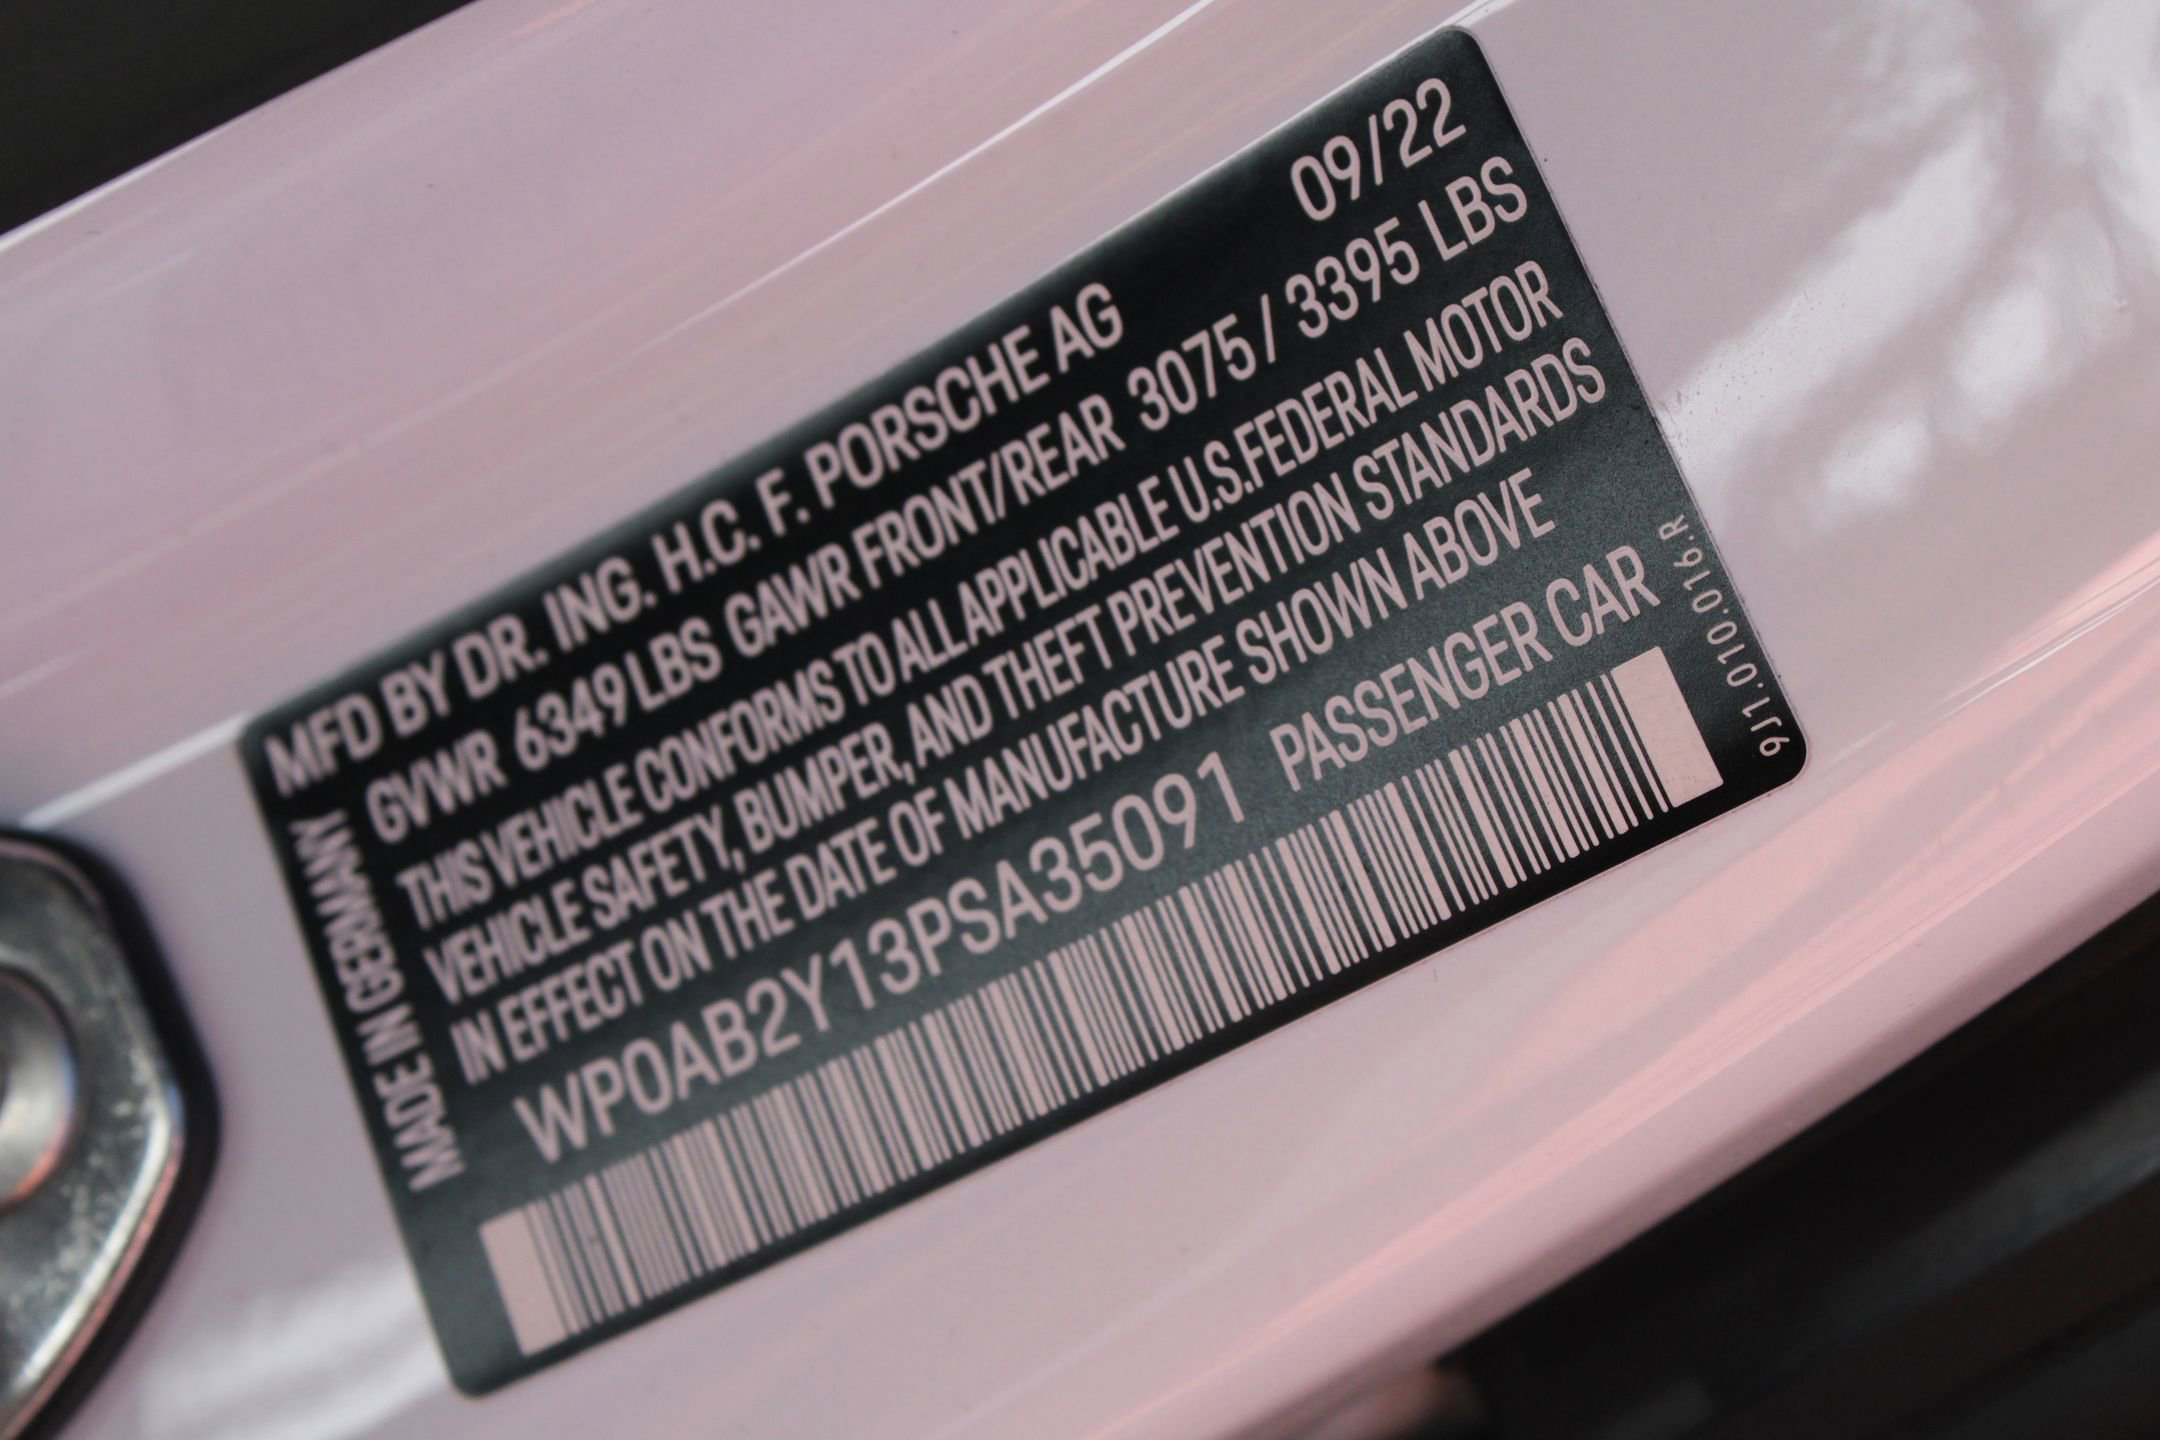 MFD BY DR. ING. H.C. F. PORSCHE AG 09/22
GVWR 6349 LBS GAWR FRONT/REAR 3075 / 3395 LBS
THIS VEHICLE CONFORMS TO ALL APPLICABLE U.S.FEDERAL MOTOR
VEHICLE SAFETY, BUMPER, AND THEFT PREVENTION STANDARDS
IN EFFECT ON THE DATE OF MANUFACTURE SHOWN ABOVE
WP0AB2Y13PSA35091 PASSENGER CAR
MADE IN GERMANY
9J1.010.0116.R